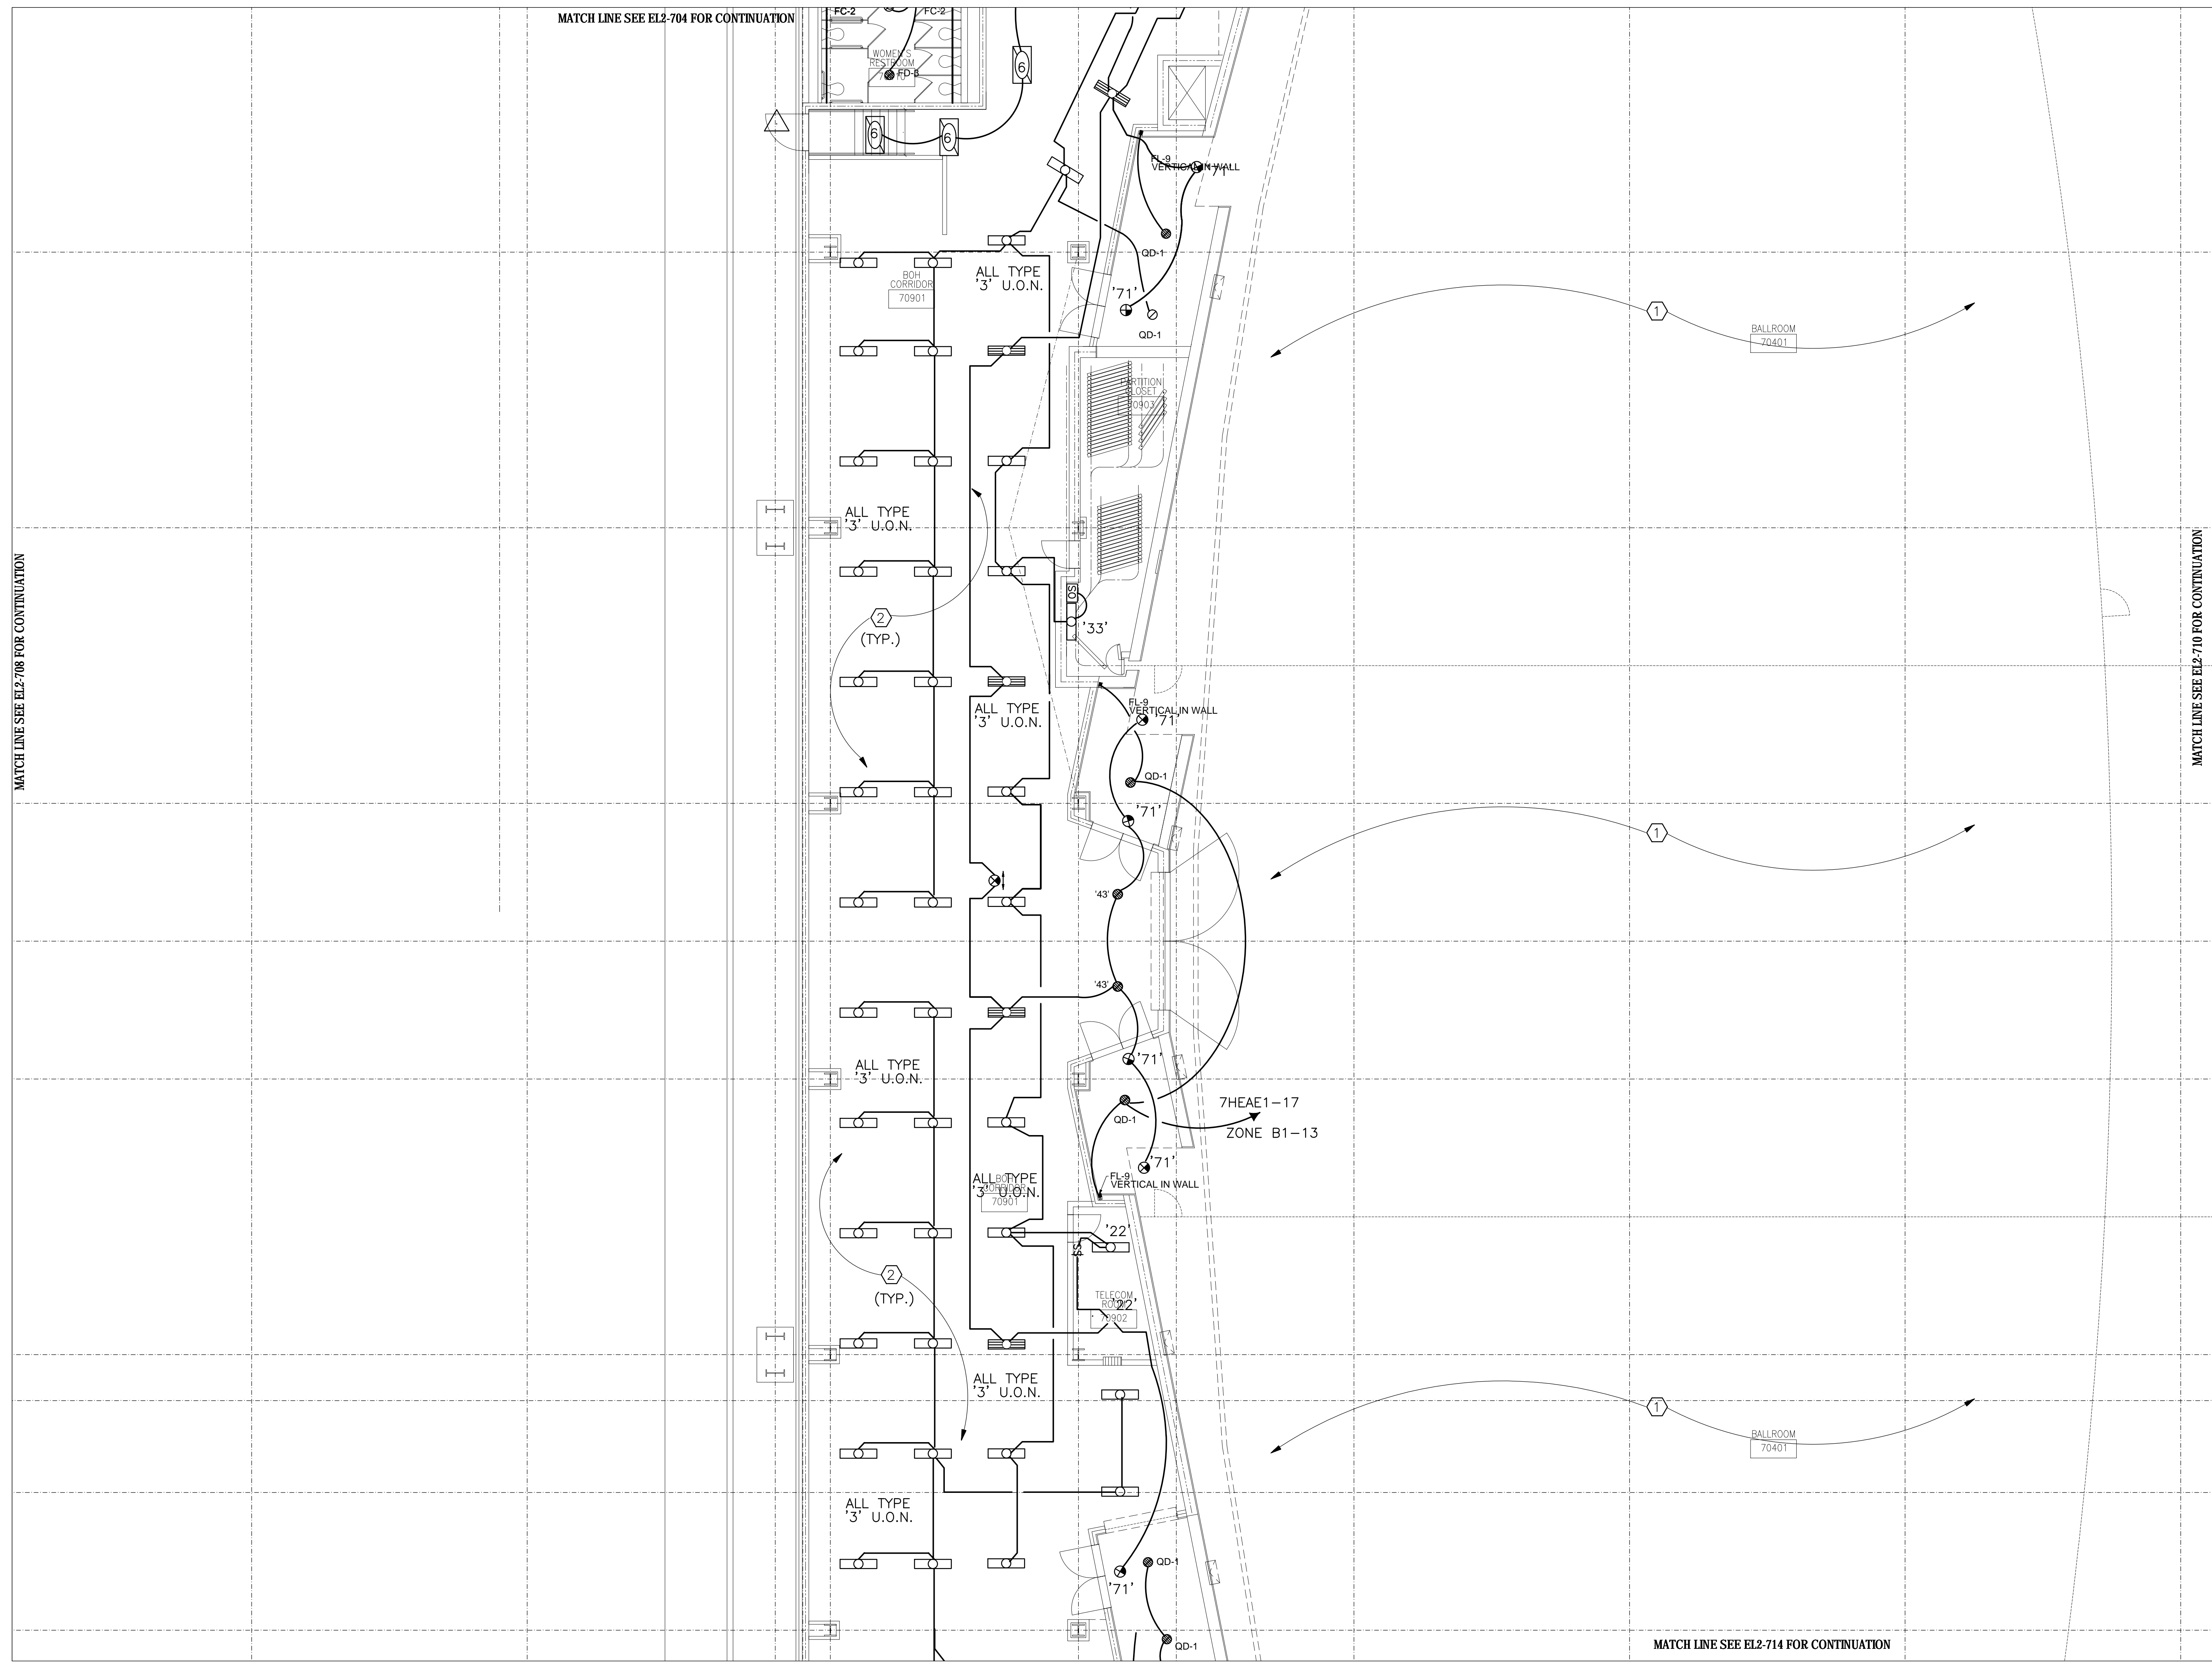 MATCH LINE SEE EL2-704 FOR CONTINUATION
FC-2
FC-2
WOMEN'S
RESTROOM
FD-3
6
6
6
FL-9
VERTICAL IN WALL
'71'
QD-1
ALL TYPE
'3' U.O.N.
BOH
CORRIDOR
70901
'71'
QD-1
1
BALLROOM
70401
PARTITION
CLOSET
70903
ALL TYPE
'3' U.O.N.
MATCH LINE SEE EL2-708 FOR CONTINUATION
MATCH LINE SEE EL2-710 FOR CONTINUATION
OS
2
(TYP.)
'33'
ALL TYPE
'3' U.O.N.
FL-9
VERTICAL IN WALL
'71'
QD-1
'71'
1
'43'
'43'
ALL TYPE
'3' U.O.N.
'71'
QD-1
7HEAE1-17
ZONE B1-13
'71'
ALL TYPE
'3' U.O.N.
BOH
CORRIDOR
70901
FL-9
VERTICAL IN WALL
'22'
2
(TYP.)
TELECOM
ROOM
'22'
70902
ALL TYPE
'3' U.O.N.
1
BALLROOM
70401
ALL TYPE
'3' U.O.N.
QD-1
'71'
QD-1
MATCH LINE SEE EL2-714 FOR CONTINUATION